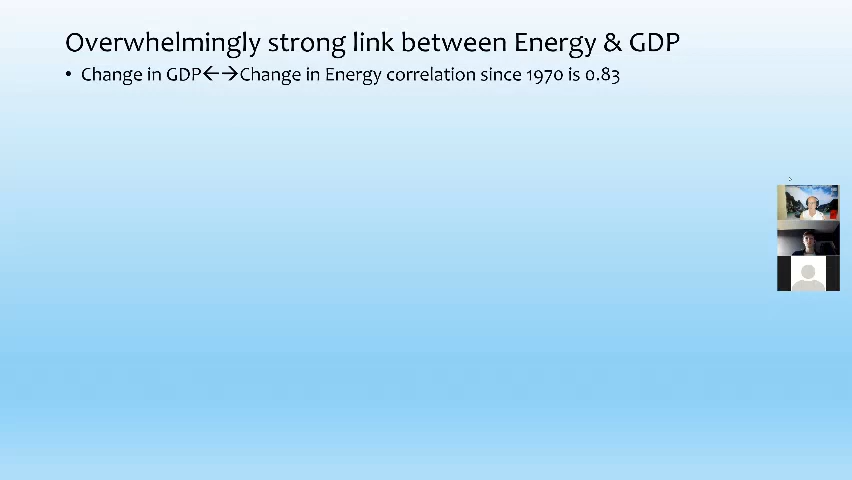 Overwhelmingly strong link between Energy & GDP
• Change in GDP←→Change in Energy correlation since 1970 is 0.83